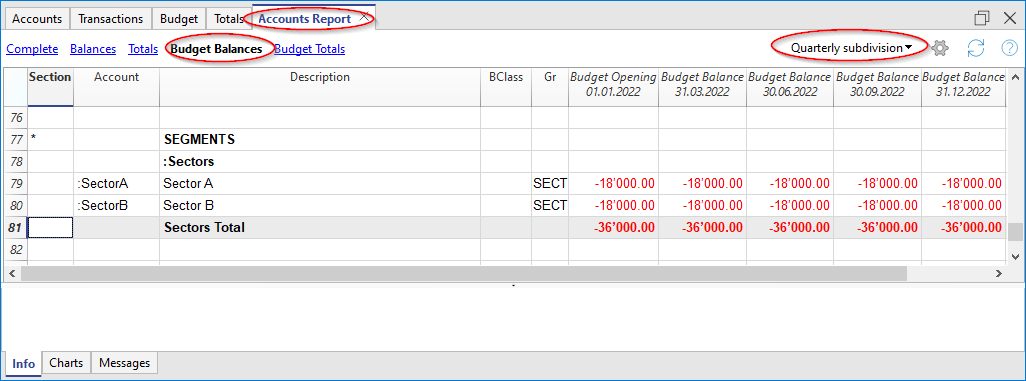 Accounts Transactions Budget Totals Accounts Report
Complete Balances Totals Budget Balances Budget Totals Quarterly subdivision
Section Account Description BClass Gr Budget Opening Budget Balance Budget Balance Budget Balance Budget Balance
01.01.2022 31.03.2022 30.06.2022 30.09.2022 31.12.2022
76
77 * SEGMENTS
78 :Sectors
79 :SectorA Sector A SECT -18'000.00 -18'000.00 -18'000.00 -18'000.00 -18'000.00
80 :SectorB Sector B SECT -18'000.00 -18'000.00 -18'000.00 -18'000.00 -18'000.00
81 Sectors Total -36'000.00 -36'000.00 -36'000.00 -36'000.00 -36'000.00
82
Info Charts Messages